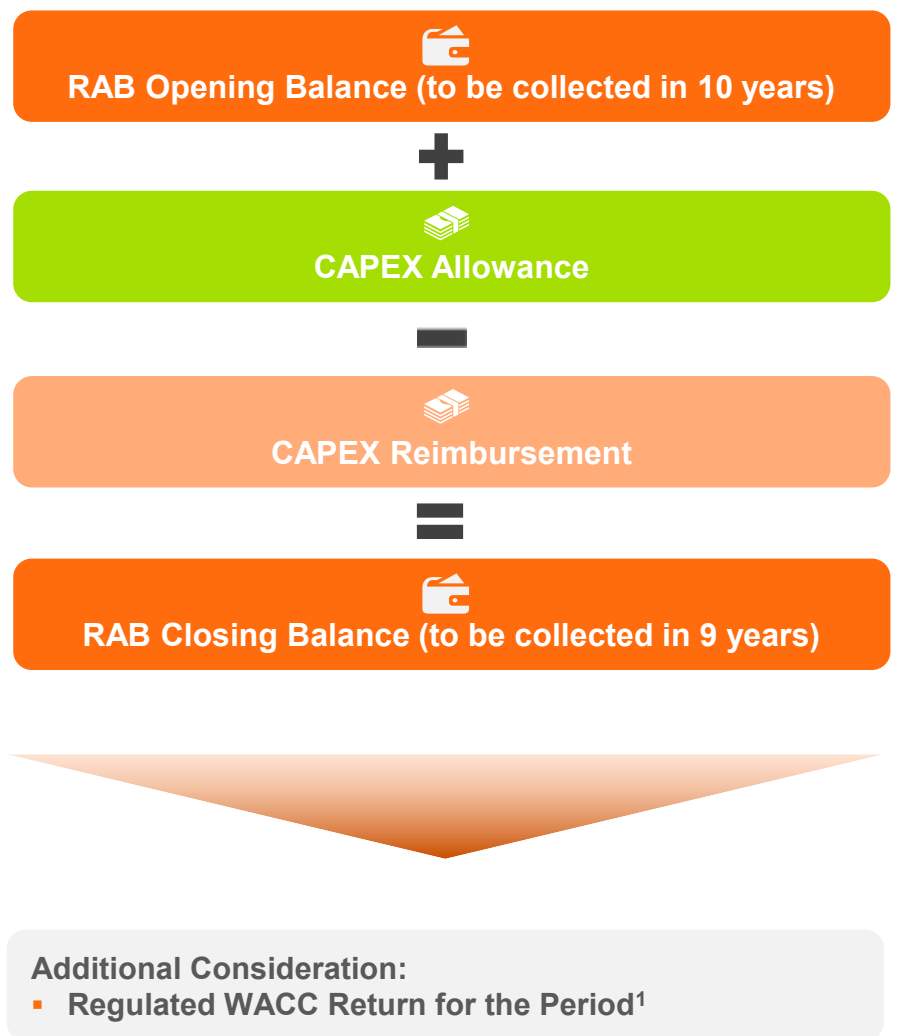 RAB Opening Balance (to be collected in 10 years)
CAPEX Allowance
CAPEX Reimbursement
RAB Closing Balance (to be collected in 9 years)
Additional Consideration:
▪ Regulated WACC Return for the Period¹